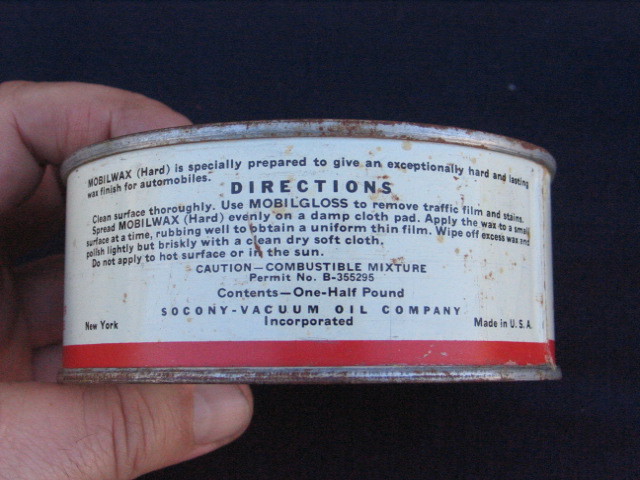 MOBILWAX (Hard) is specially prepared to give an exceptionally hard and lasting
wax finish for automobiles.
DIRECTIONS
Clean surface thoroughly. Use MOBILGLOSS to remove traffic film and stains.
Spread MOBILWAX (Hard) evenly on a damp cloth pad. Apply the wax to a small
surface at a time, rubbing well to obtain a uniform thin film. Wipe off excess wax and
polish lightly but briskly with a clean dry soft cloth.
Do not apply to hot surface or in the sun.
CAUTION—COMBUSTIBLE MIXTURE
Permit No. B-355295
Contents—One-Half Pound
SOCONY-VACUUM OIL COMPANY
New York Incorporated Made in U.S.A.